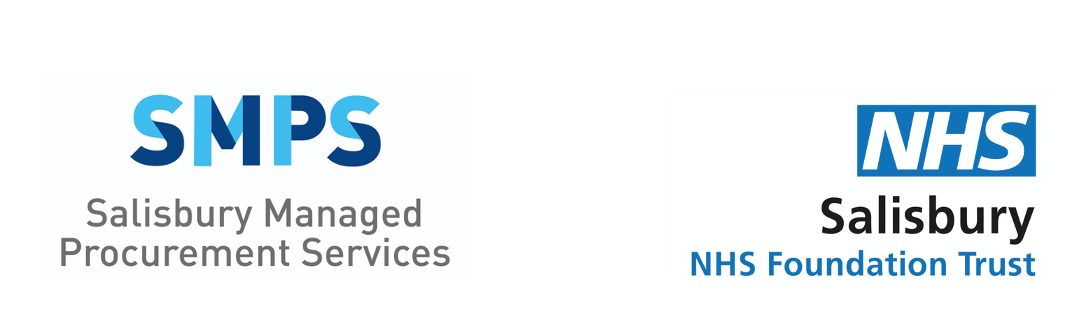 SMPS
Salisbury Managed
Procurement Services
NHS
Salisbury
NHS Foundation Trust